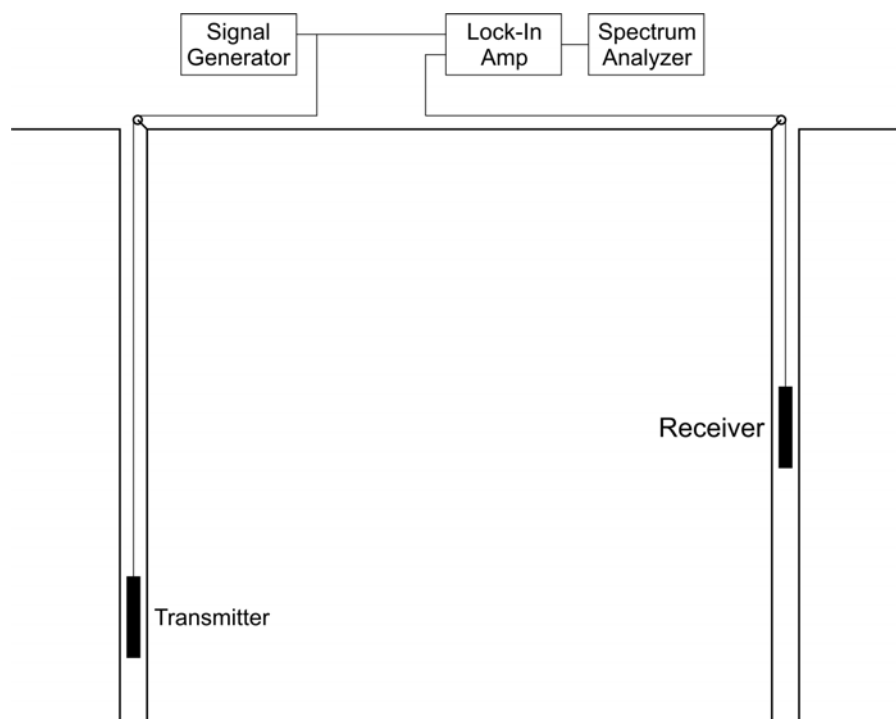 Signal
Generator
Lock-In
Amp
Spectrum
Analyzer
Receiver
Transmitter